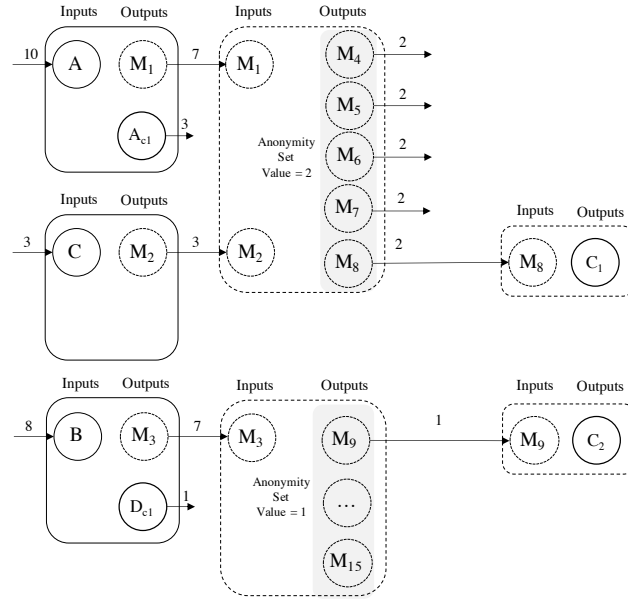 Inputs Outputs
Inputs Outputs
10 A M1 7 M1 M4 2
M5 2
Ac1 3
Anonymity
Set
Value = 2
M6 2
M7 2
Inputs Outputs
3 C M2 3 M2 M8 2
Inputs Outputs
M8 C1
Inputs Outputs
Inputs Outputs
Inputs Outputs
8 B M3 7 M3 M9 1 M9 C2
Dc1 1
Anonymity
Set
Value = 1
...
M15